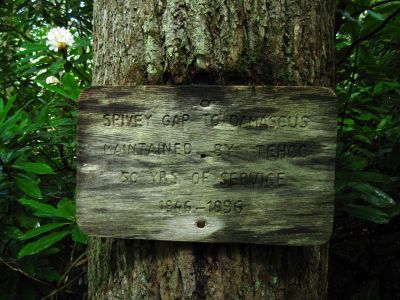 SPIVEY GAP TO DAMASCUS
MAINTAINED BY TEHCC
50 YRS OF SERVICE
1946-1996